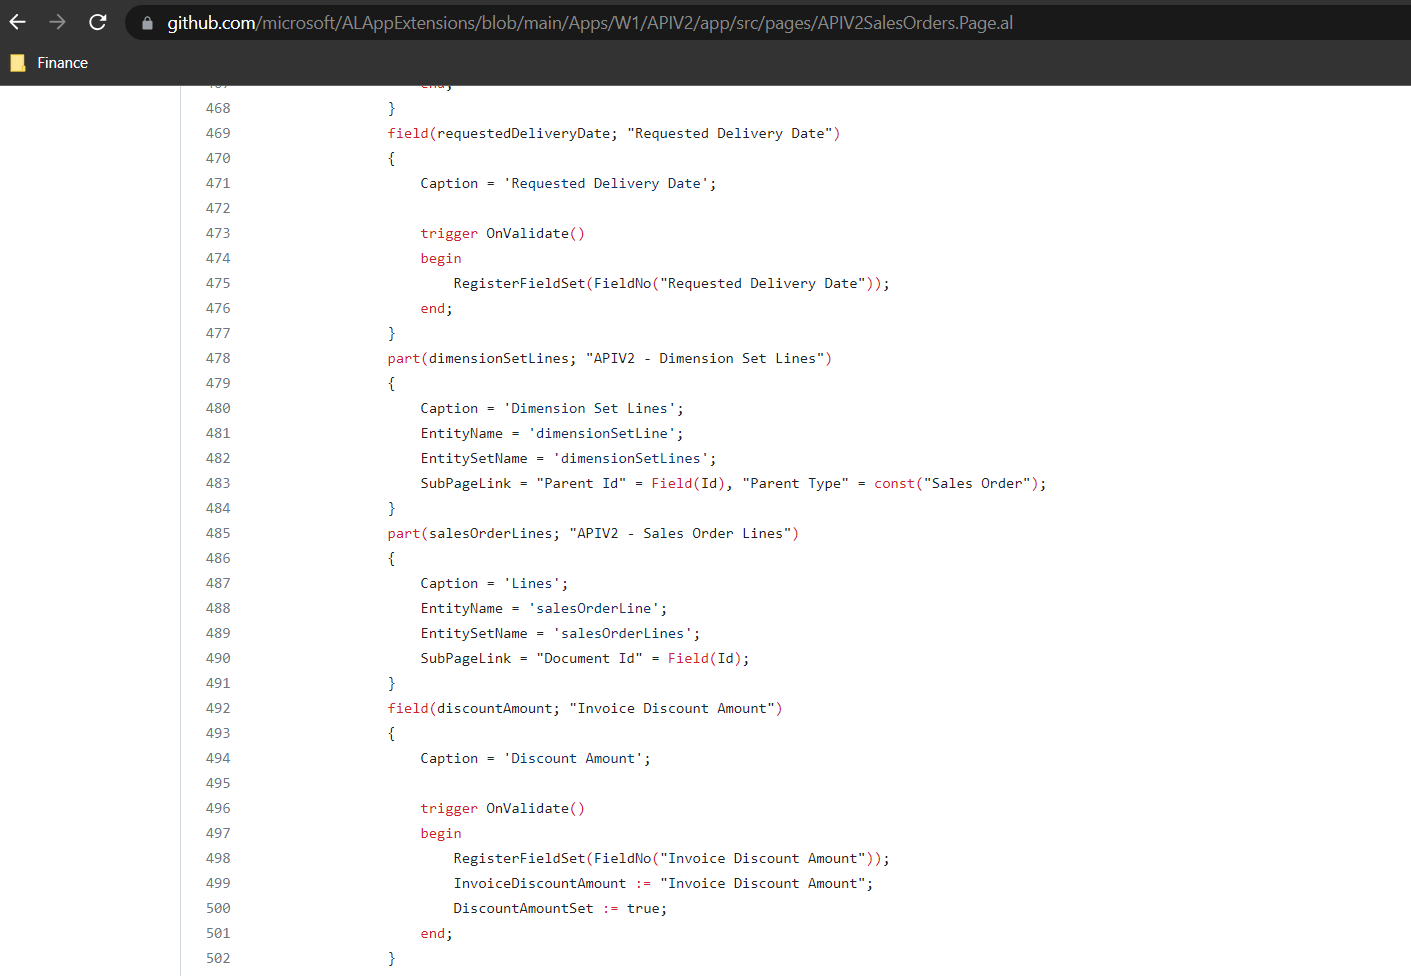 github.com/microsoft/ALAppExtensions/blob/main/Apps/W1/APIV2/app/src/pages/APIV2SalesOrders.Page.al
Finance
467 end;
468 }
469 field(requestedDeliveryDate; "Requested Delivery Date")
470 {
471 Caption = 'Requested Delivery Date';
472
473 trigger OnValidate()
474 begin
475 RegisterFieldSet(FieldNo("Requested Delivery Date"));
476 end;
477 }
478 part(dimensionSetLines; "APIV2 - Dimension Set Lines")
479 {
480 Caption = 'Dimension Set Lines';
481 EntityName = 'dimensionSetLine';
482 EntitySetName = 'dimensionSetLines';
483 SubPageLink = "Parent Id" = Field(Id), "Parent Type" = const("Sales Order");
484 }
485 part(salesOrderLines; "APIV2 - Sales Order Lines")
486 {
487 Caption = 'Lines';
488 EntityName = 'salesOrderLine';
489 EntitySetName = 'salesOrderLines';
490 SubPageLink = "Document Id" = Field(Id);
491 }
492 field(discountAmount; "Invoice Discount Amount")
493 {
494 Caption = 'Discount Amount';
495
496 trigger OnValidate()
497 begin
498 RegisterFieldSet(FieldNo("Invoice Discount Amount"));
499 InvoiceDiscountAmount := "Invoice Discount Amount";
500 DiscountAmountSet := true;
501 end;
502 }